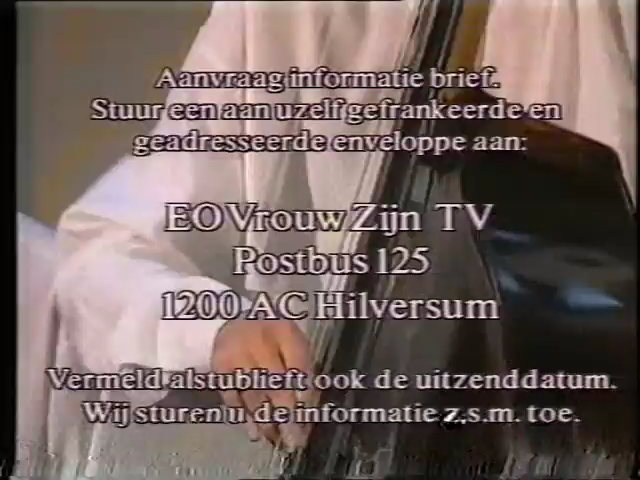 Aanvraag informatie brief.
Stuur een aan uzelf gefrankeerde en
geadresseerde enveloppe aan:
EO Vrouw Zijn TV
Postbus 125
1200 AC Hilversum
Vermeld alstublieft ook de uitzenddatum.
Wij sturen u de informatie z.s.m. toe.